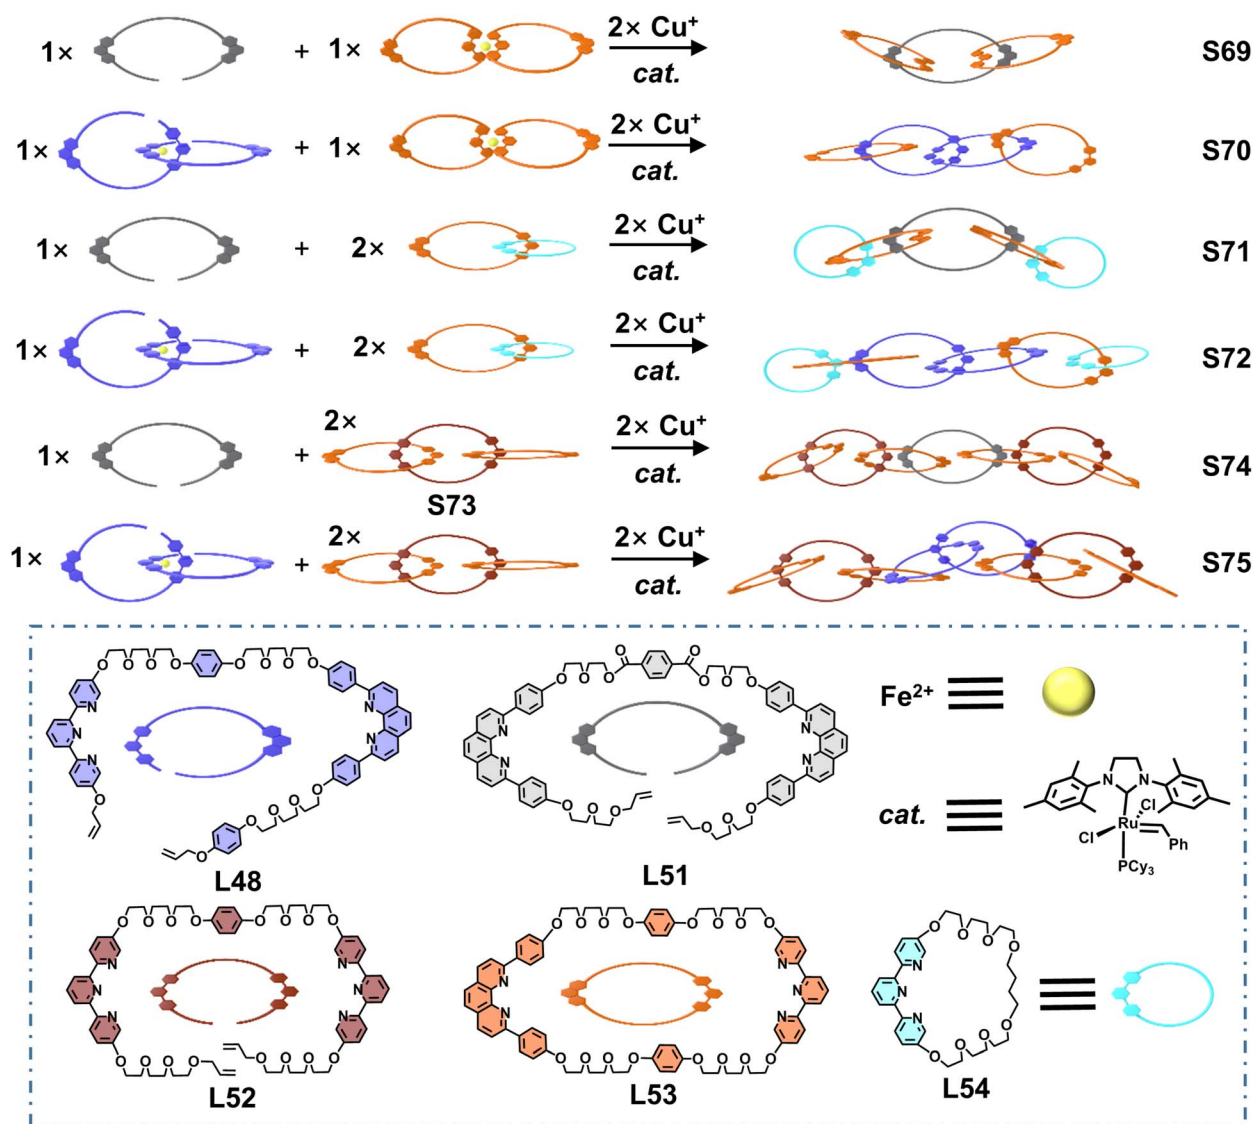 1× + 1× 2× Cu⁺ cat. S69
1× + 1× 2× Cu⁺ cat. S70
1× + 2× 2× Cu⁺ cat. S71
1× + 2× 2× Cu⁺ cat. S72
1× + 2× 2× Cu⁺ cat. S74
S73
1× + 2× 2× Cu⁺ cat. S75
O O O O O O O O N N N N N O O O O O O
L48
O O O O O O O O N N N N O O O O O O
L51
Fe²⁺
cat.
N N Cl Ru Cl Ph PCy₃
O O O O O O O O N N N N N N O O O O O O O O
L52
O O O O O O O O N N N N N O O O O O O O O
L53
O O O O N N N O O O O
L54